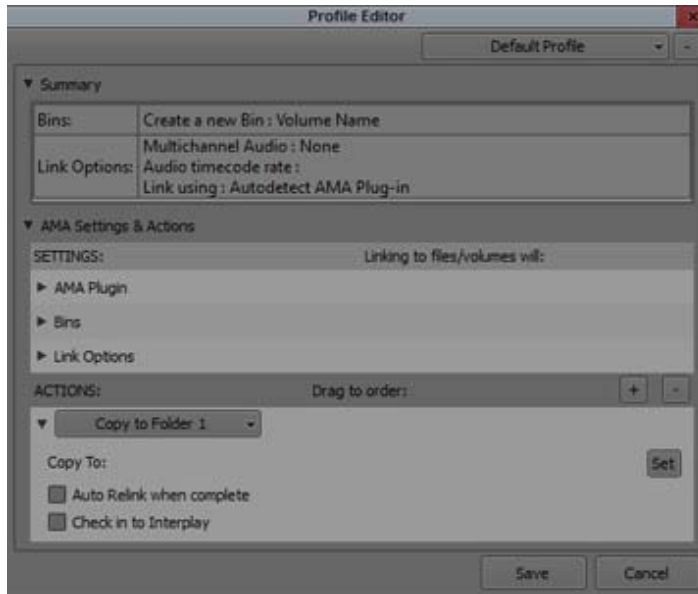 Profile Editor
Default Profile
Summary
Bins: Create a new Bin : Volume Name
Link Options: Multichannel Audio : None
Audio timecode rate :
Link using : Autodetect AMA Plug-in
AMA Settings & Actions
SETTINGS: Linking to files/volumes will:
AMA Plugin
Bins
Link Options
ACTIONS: Drag to order: + -
Copy to Folder 1
Copy To: Set
Auto Relink when complete
Check in to Interplay
Save Cancel